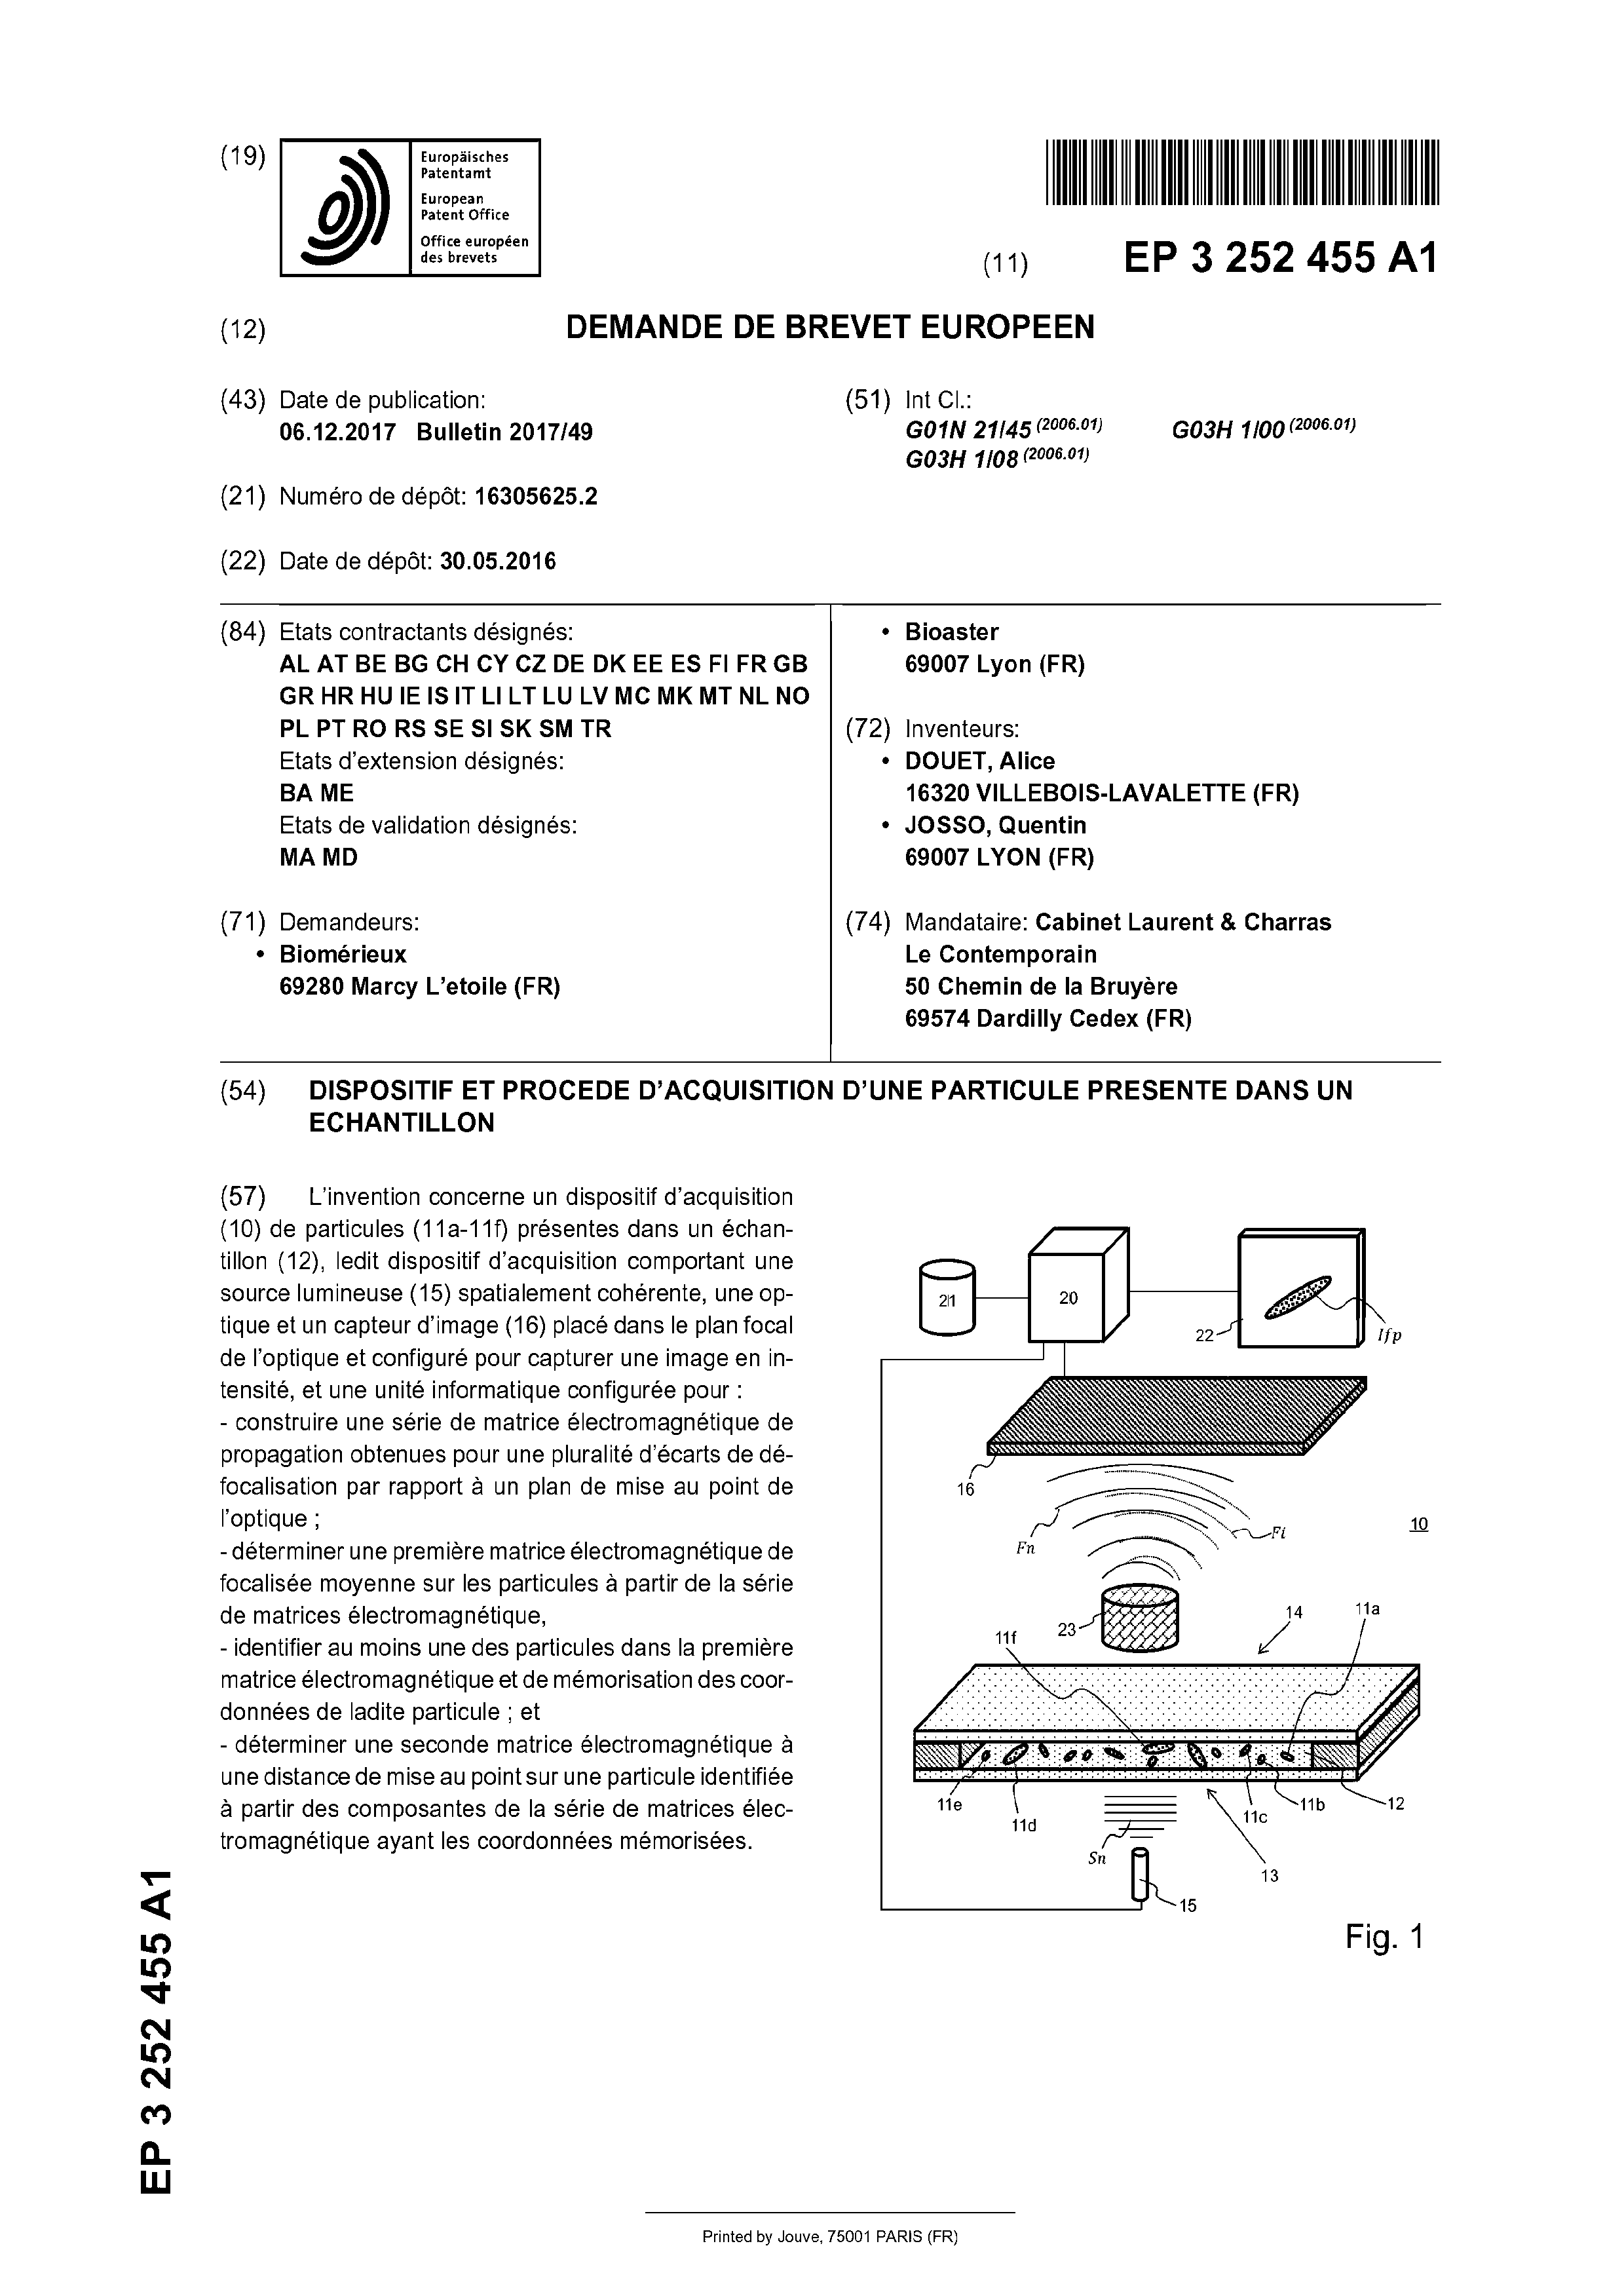 (19)
Europäisches
Patentamt
European
Patent Office
Office européen
des brevets
(11) EP 3 252 455 A1
(12) DEMANDE DE BREVET EUROPEEN
(43) Date de publication:
06.12.2017 Bulletin 2017/49
(21) Numéro de dépôt: 16305625.2
(22) Date de dépôt: 30.05.2016
(51) Int Cl.:
G01N 21/45 (2006.01) G03H 1/00 (2006.01)
G03H 1/08 (2006.01)
(84) Etats contractants désignés:
AL AT BE BG CH CY CZ DE DK EE ES FI FR GB
GR HR HU IE IS IT LI LT LU LV MC MK MT NL NO
PL PT RO RS SE SI SK SM TR
Etats d'extension désignés:
BA ME
Etats de validation désignés:
MA MD
(71) Demandeurs:
• Biomérieux
69280 Marcy L'etoile (FR)
• Bioaster
69007 Lyon (FR)
(72) Inventeurs:
• DOUET, Alice
16320 VILLEBOIS-LAVALETTE (FR)
• JOSSO, Quentin
69007 LYON (FR)
(74) Mandataire: Cabinet Laurent & Charras
Le Contemporain
50 Chemin de la Bruyère
69574 Dardilly Cedex (FR)
(54) DISPOSITIF ET PROCEDE D'ACQUISITION D'UNE PARTICULE PRESENTE DANS UN
ECHANTILLON
(57) L'invention concerne un dispositif d'acquisition
(10) de particules (11a-11f) présentes dans un échan-
tillon (12), ledit dispositif d'acquisition comportant une
source lumineuse (15) spatialement cohérente, une op-
tique et un capteur d'image (16) placé dans le plan focal
de l'optique et configuré pour capturer une image en in-
tensité, et une unité informatique configurée pour :
- construire une série de matrice électromagnétique de
propagation obtenues pour une pluralité d'écarts de dé-
focalisation par rapport à un plan de mise au point de
l'optique ;
- déterminer une première matrice électromagnétique de
focalisée moyenne sur les particules à partir de la série
de matrices électromagnétique,
- identifier au moins une des particules dans la première
matrice électromagnétique et de mémorisation des coor-
données de ladite particule ; et
- déterminer une seconde matrice électromagnétique à
une distance de mise au point sur une particule identifiée
à partir des composantes de la série de matrices élec-
tromagnétique ayant les coordonnées mémorisées.
21
20
22
Ifp
16
Fn
Fi
10
23
11f
14
11a
11e
11d
11c
11b
12
Sn
13
15
Fig. 1
EP 3 252 455 A1
Printed by Jouve, 75001 PARIS (FR)